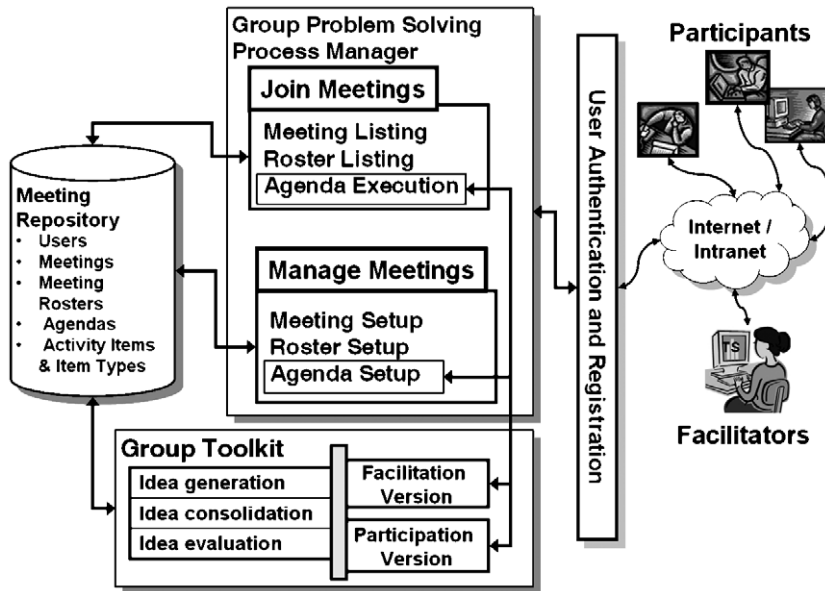 Group Problem Solving
Process Manager
Join Meetings
Meeting Listing
Roster Listing
Agenda Execution
Manage Meetings
Meeting Setup
Roster Setup
Agenda Setup
Meeting
Repository
• Users
• Meetings
• Meeting
Rosters
• Agendas
• Activity Items
& Item Types
Group Toolkit
Idea generation
Idea consolidation
Idea evaluation
Facilitation
Version
Participation
Version
User Authentication and Registration
Participants
Internet /
Intranet
TS
Facilitators